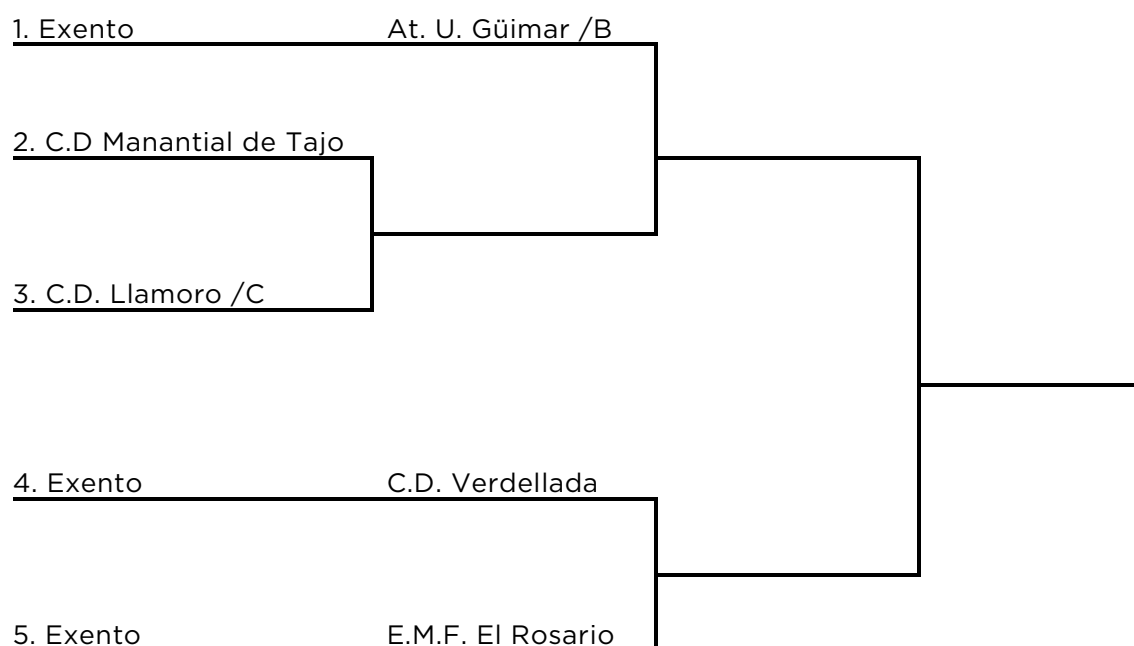 1. Exento At. U. Güimar /B
2. C.D Manantial de Tajo
3. C.D. Llamoro /C
4. Exento C.D. Verdellada
5. Exento E.M.F. El Rosario